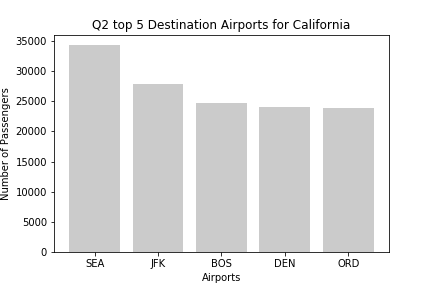 Q2 top 5 Destination Airports for California
Number of Passengers
35000
30000
25000
20000
15000
10000
5000
0
SEA JFK BOS DEN ORD
Airports